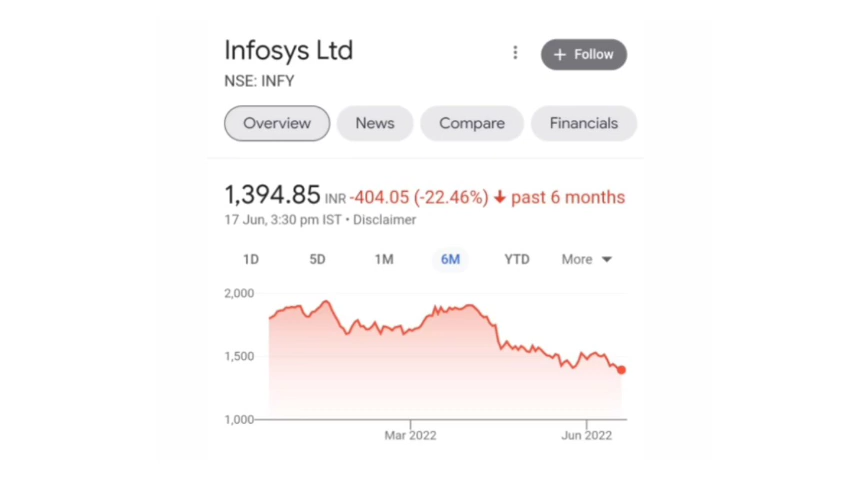 Infosys Ltd
+ Follow
NSE: INFY
Overview News Compare Financials
1,394.85 INR -404.05 (-22.46%) ↓ past 6 months
17 Jun, 3:30 pm IST • Disclaimer
1D 5D 1M 6M YTD More
2,000
1,500
1,000
Mar 2022 Jun 2022